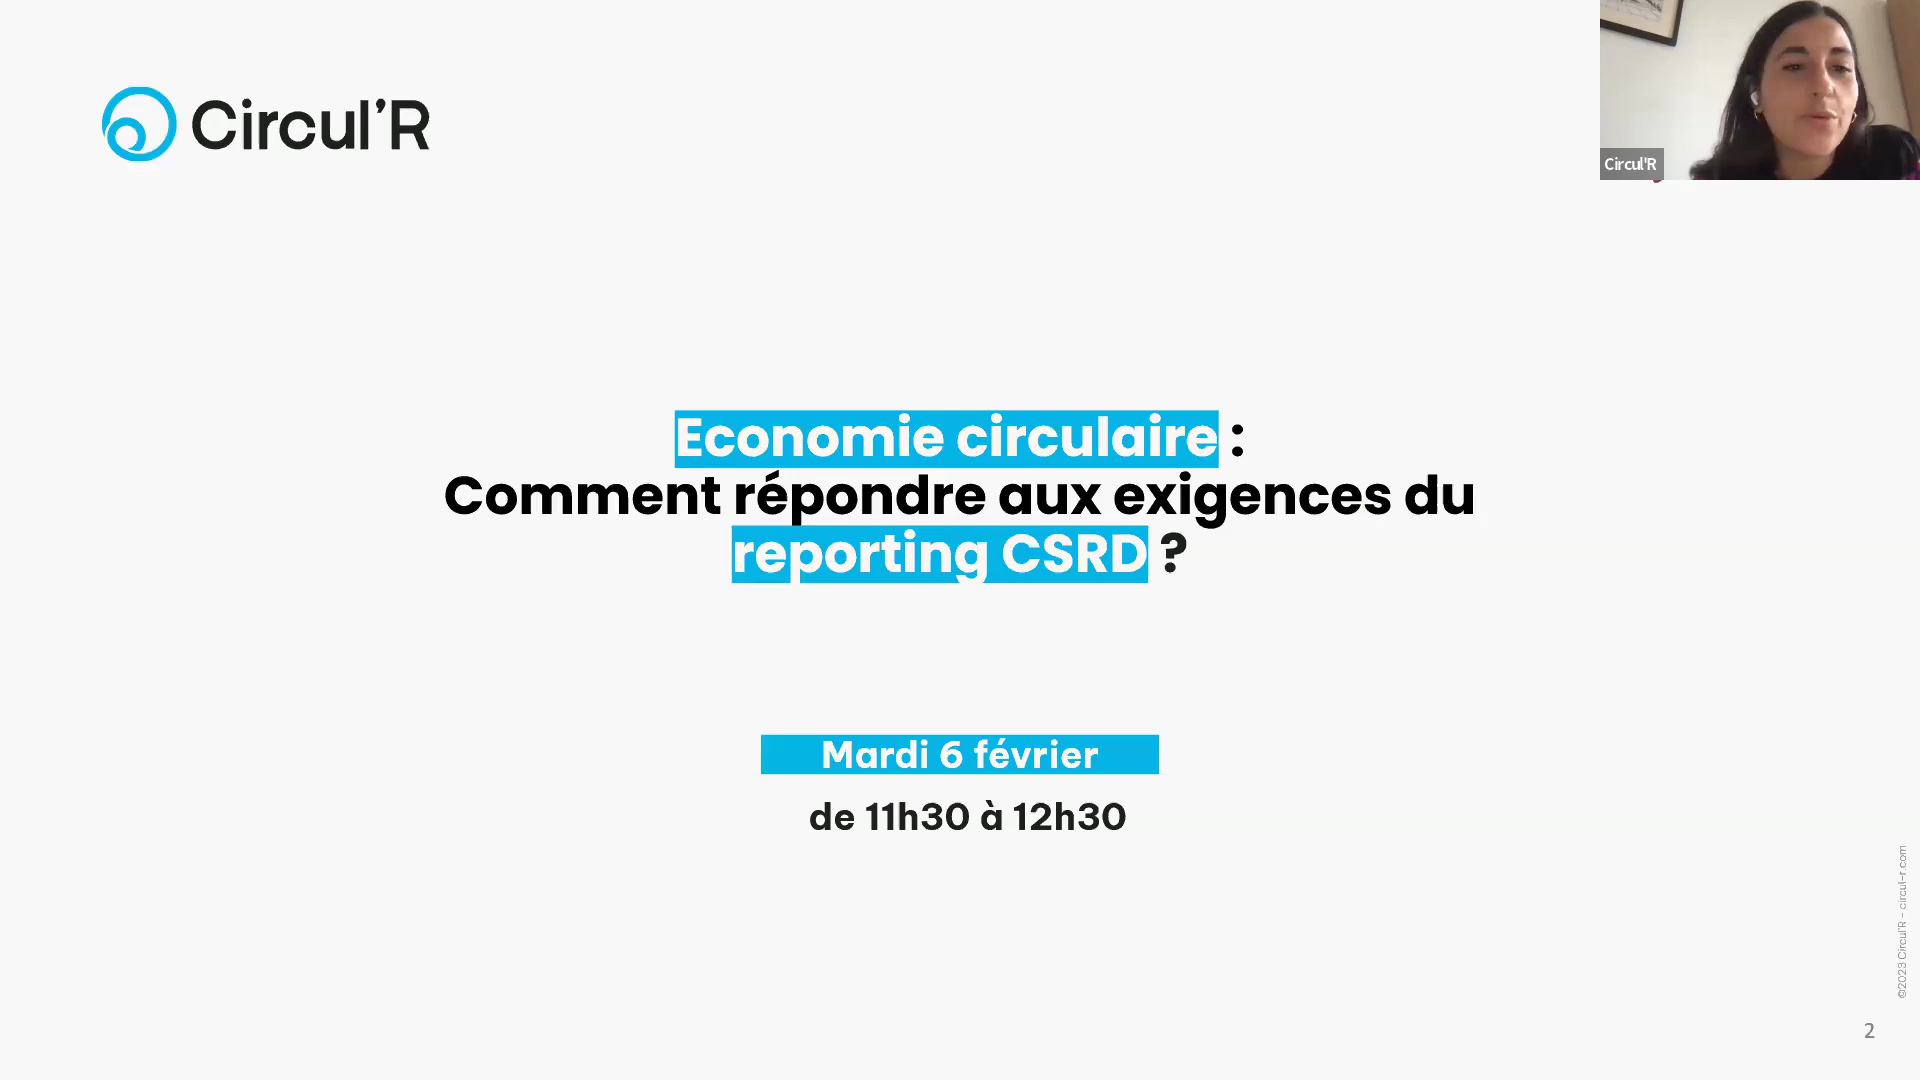 Circul'R
Circul'R
Economie circulaire :
Comment répondre aux exigences du
reporting CSRD ?
Mardi 6 février
de 11h30 à 12h30
©2023 Circul'R - circul-r.com
2